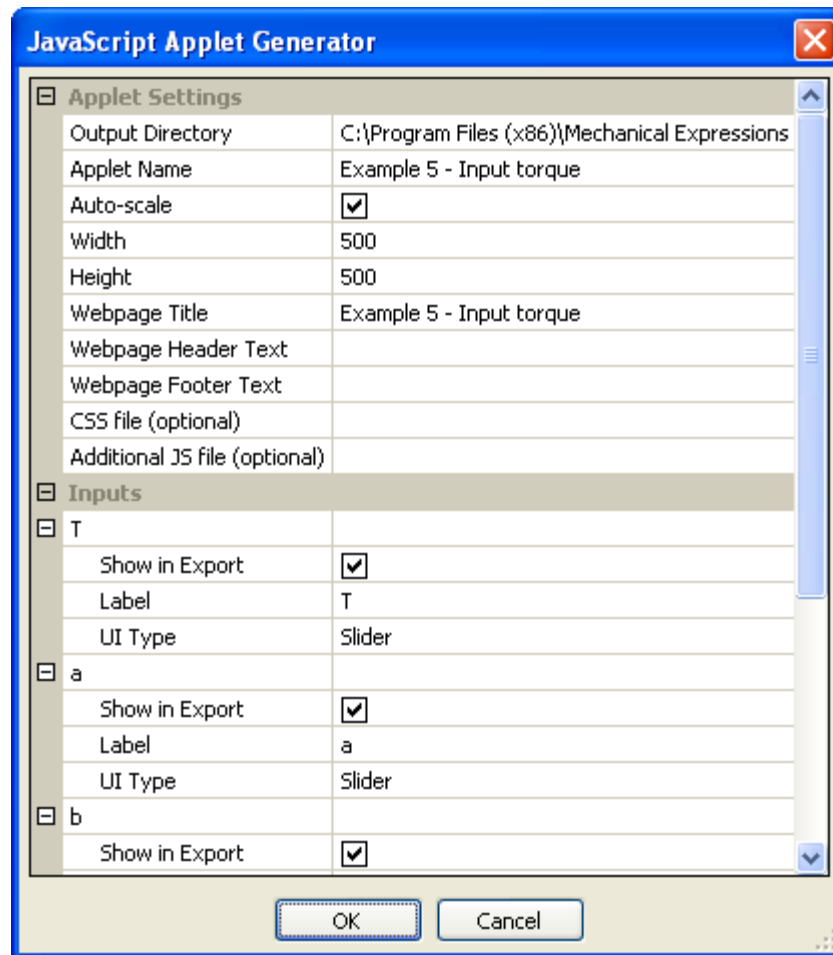 JavaScript Applet Generator
Applet Settings
Output Directory C:\Program Files (x86)\Mechanical Expressions
Applet Name Example 5 - Input torque
Auto-scale
Width 500
Height 500
Webpage Title Example 5 - Input torque
Webpage Header Text
Webpage Footer Text
CSS file (optional)
Additional JS file (optional)
Inputs
T
Show in Export
Label T
UI Type Slider
a
Show in Export
Label a
UI Type Slider
b
Show in Export
OK Cancel